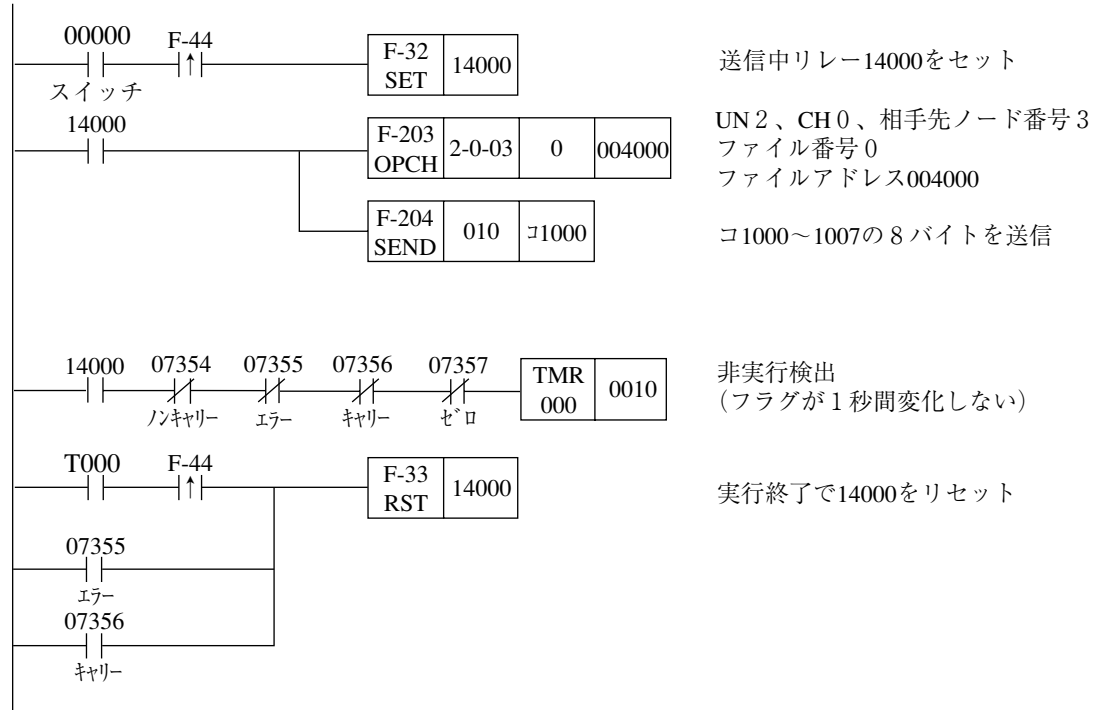 00000 F-44
スイッチ
F-32 SET 14000
送信中リレー14000をセット
14000
F-203 OPCH 2-0-03 0 004000
UN２、CH０、相手先ノード番号３
ファイル番号０
ファイルアドレス004000
F-204 SEND 010 ｺ1000
コ1000～1007の８バイトを送信
14000 07354 07355 07356 07357
ﾉﾝｷｬﾘｰ ｴﾗｰ ｷｬﾘｰ ｾﾞﾛ
TMR 000 0010
非実行検出
（フラグが１秒間変化しない）
T000 F-44
F-33 RST 14000
実行終了で14000をリセット
07355
ｴﾗｰ
07356
ｷｬﾘｰ